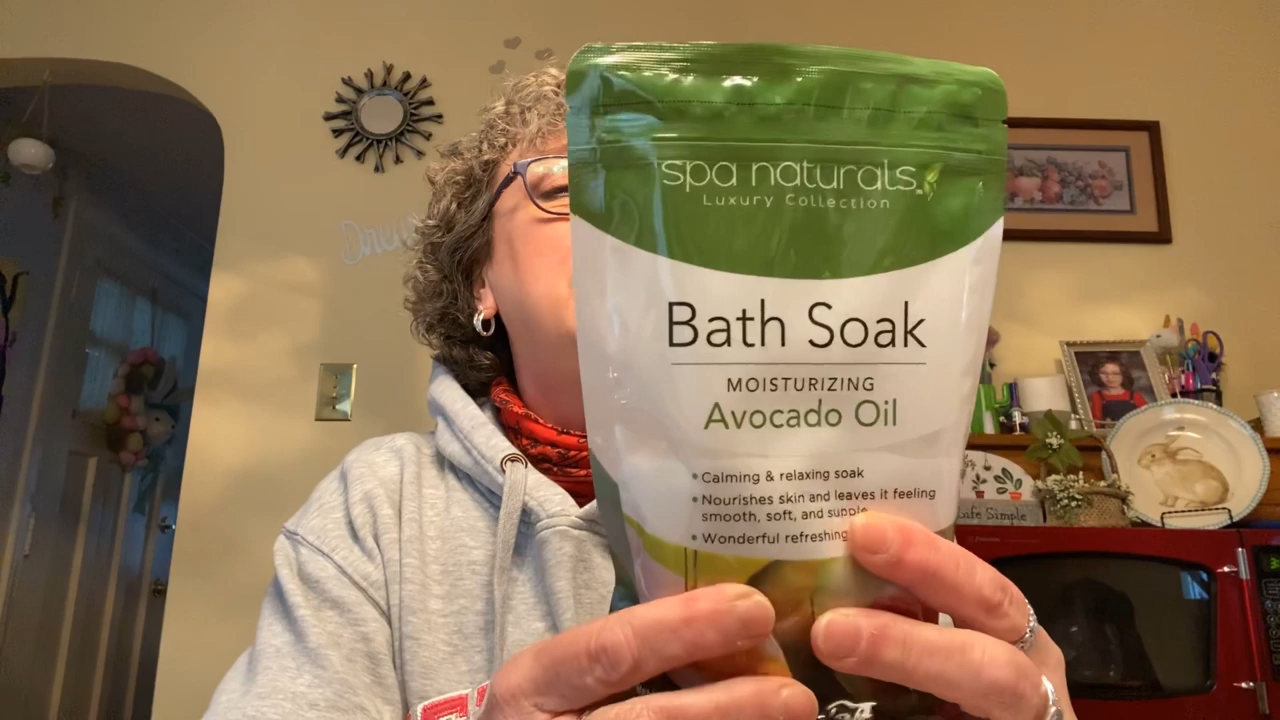 spa naturals
Luxury Collection
Bath Soak
MOISTURIZING
Avocado Oil
• Calming & relaxing soak
• Nourishes skin and leaves it feeling
smooth, soft, and supple
• Wonderful refreshing
Cafe Simple